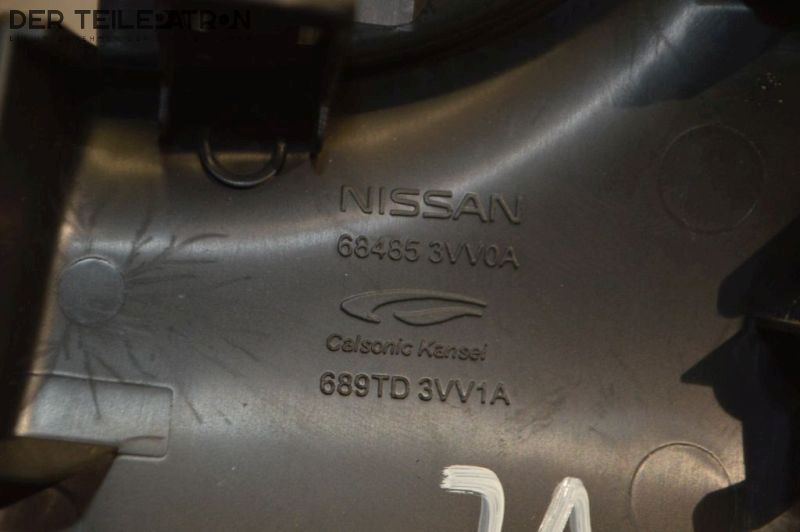 DER TEILEPATRON
NISSAN
68485 3VV0A
Calsonic Kansei
689TD 3VV1A